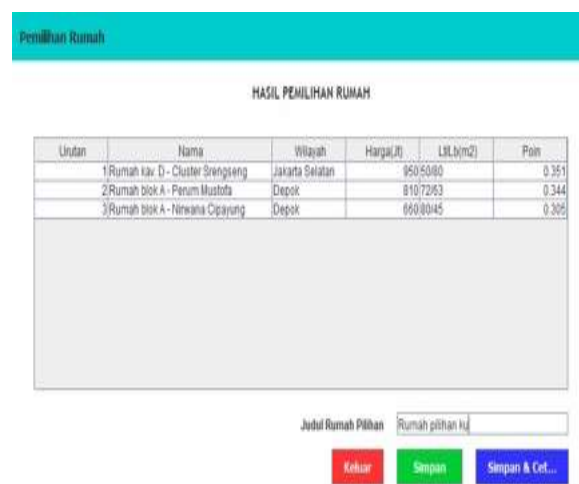 Pemilihan Rumah
HASIL PEMILIHAN RUMAH
Urutan Nama Wilayah Harga(Jt) Lt/Lb(m2) Poin
1 Rumah kav. D - Cluster Srengseng Jakarta Selatan 950 50/80 0.351
2 Rumah blok A - Perum Mustofa Depok 810 72/63 0.344
3 Rumah blok A - Nirwana Cipayung Depok 660 80/45 0.305
Judul Rumah Pilihan Rumah pilihan ku
Keluar Simpan Simpan & Cet...